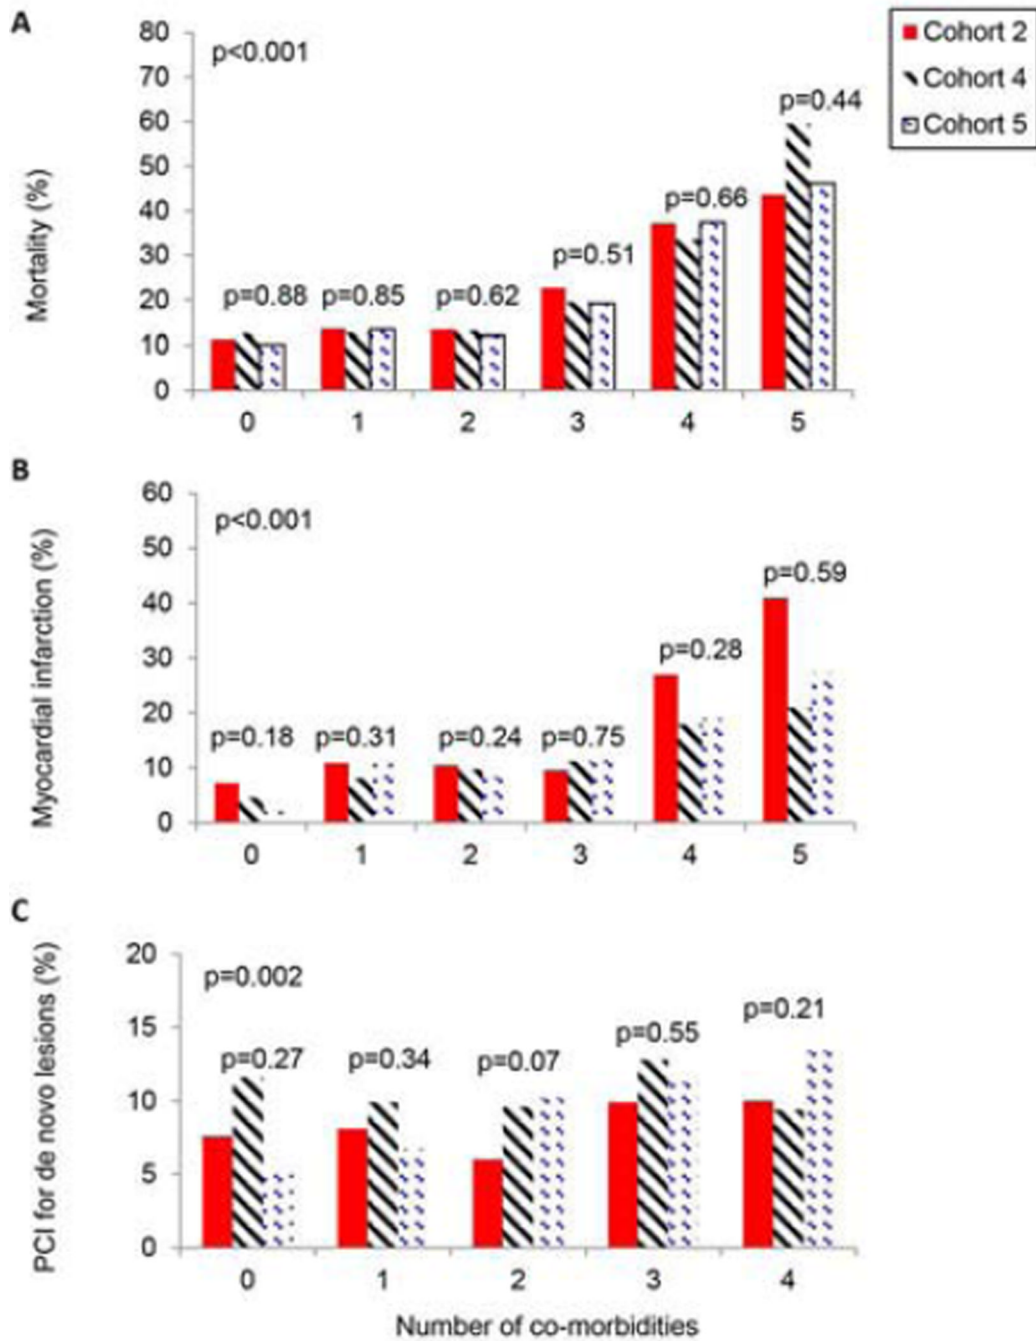 A
Cohort 2
Cohort 4
Cohort 5
Mortality (%)
80
70
60
50
40
30
20
10
0
p<0.001
p=0.88
p=0.85
p=0.62
p=0.51
p=0.66
p=0.44
0 1 2 3 4 5
B
Myocardial infarction (%)
60
50
40
30
20
10
0
p<0.001
p=0.18
p=0.31
p=0.24
p=0.75
p=0.28
p=0.59
0 1 2 3 4 5
C
PCI for de novo lesions (%)
20
15
10
5
0
p=0.002
p=0.27
p=0.34
p=0.07
p=0.55
p=0.21
0 1 2 3 4
Number of co-morbidities